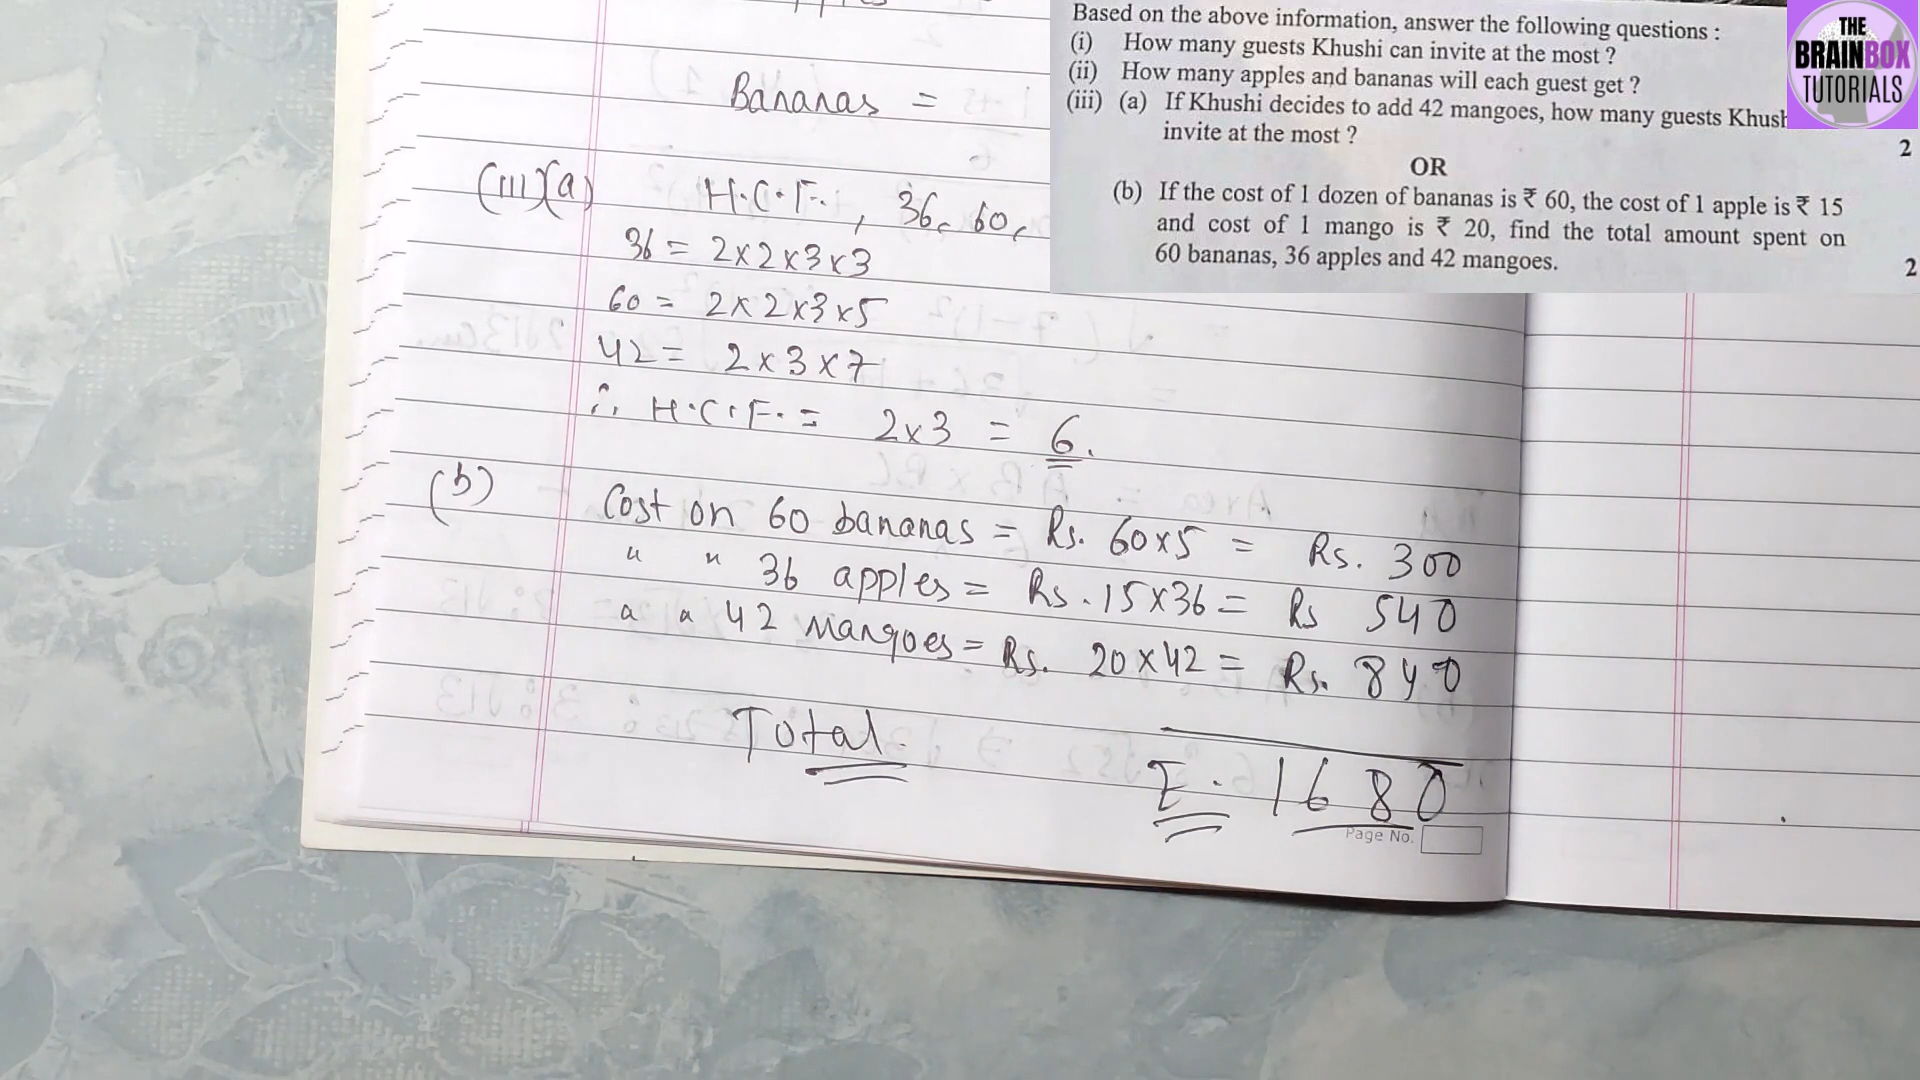 Based on the above information, answer the following questions :
(i) How many guests Khushi can invite at the most ?
(ii) How many apples and bananas will each guest get ?
(iii) (a) If Khushi decides to add 42 mangoes, how many guests Khush
invite at the most ?
2
OR
(b) If the cost of 1 dozen of bananas is ₹ 60, the cost of 1 apple is ₹ 15
and cost of 1 mango is ₹ 20, find the total amount spent on
60 bananas, 36 apples and 42 mangoes.
2
THE
BRAINBOX
TUTORIALS
Bananas =
(iii)(a) H.C.F. , 36, 60,
36 = 2×2×3×3
60 = 2×2×3×5
42 = 2×3×7
∴ H.C.F. = 2×3 = 6.
(b) Cost on 60 bananas = Rs. 60×5 = Rs. 300
" " 36 apples = Rs. 15×36 = Rs 540
" " 42 Mangoes = Rs. 20×42 = Rs. 840
Total. ₹. 1680
Page No.